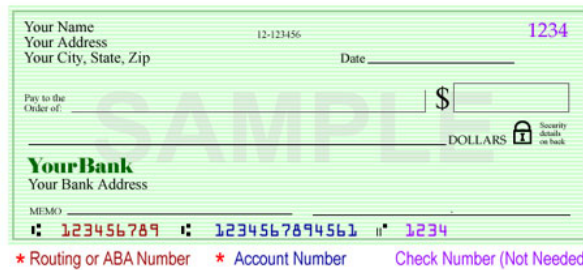 Your Name
Your Address
Your City, State, Zip
12-123456
1234
Date
Pay to the
Order of:
$
SAMPLE
DOLLARS
Security
details
on back
YourBank
Your Bank Address
MEMO
⑆ 123456789 ⑆ 1234567894561 ⑈ 1234
* Routing or ABA Number * Account Number Check Number (Not Needed